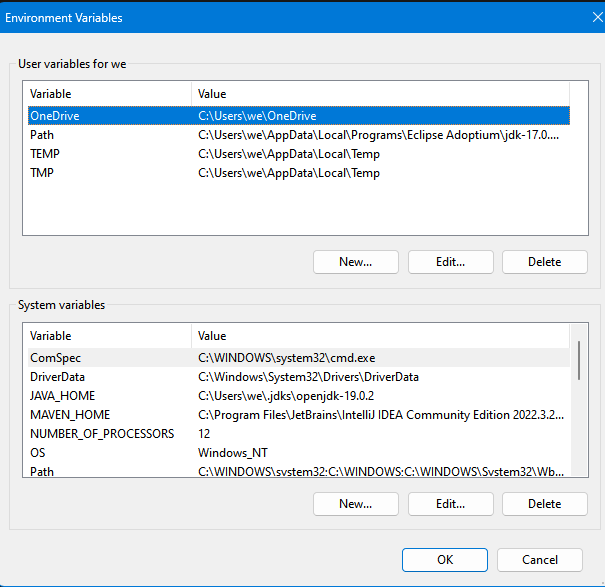 Environment Variables
User variables for we
Variable Value
OneDrive C:\Users\we\OneDrive
Path C:\Users\we\AppData\Local\Programs\Eclipse Adoptium\jdk-17.0....
TEMP C:\Users\we\AppData\Local\Temp
TMP C:\Users\we\AppData\Local\Temp
New... Edit... Delete
System variables
Variable Value
ComSpec C:\WINDOWS\system32\cmd.exe
DriverData C:\Windows\System32\Drivers\DriverData
JAVA_HOME C:\Users\we\.jdks\openjdk-19.0.2
MAVEN_HOME C:\Program Files\JetBrains\IntelliJ IDEA Community Edition 2022.3.2...
NUMBER_OF_PROCESSORS 12
OS Windows_NT
Path C:\WINDOWS\system32;C:\WINDOWS;C:\WINDOWS\System32\Wb...
New... Edit... Delete
OK Cancel